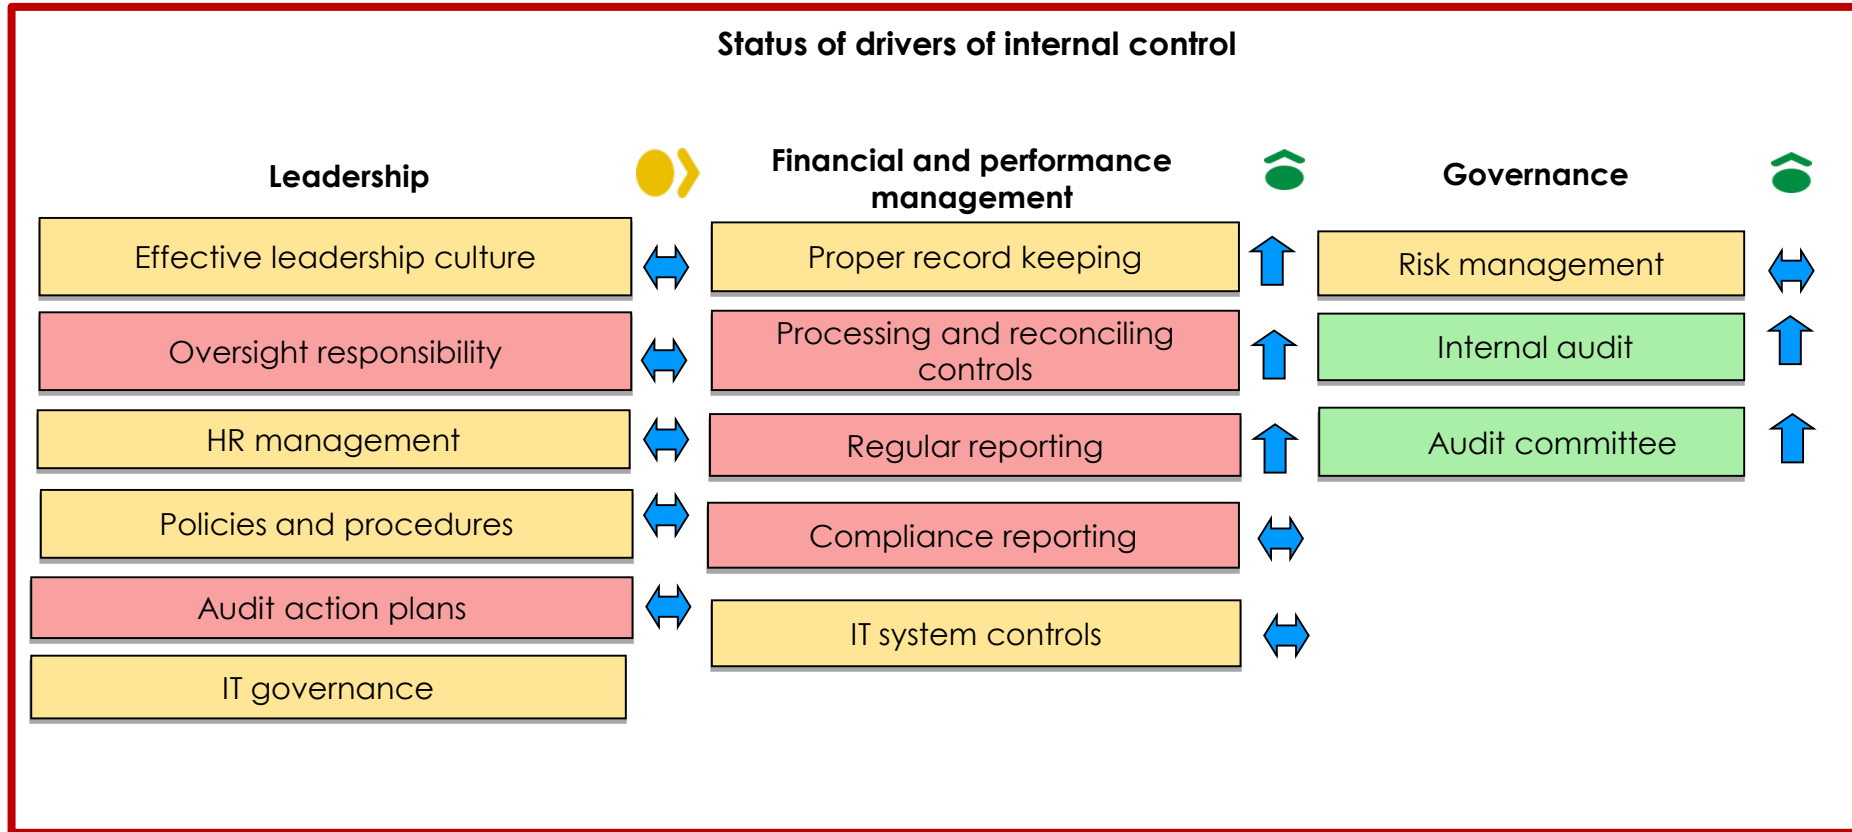 Status of drivers of internal control
Leadership
Effective leadership culture
Oversight responsibility
HR management
Policies and procedures
Audit action plans
IT governance
Financial and performance
management
Proper record keeping
Processing and reconciling
controls
Regular reporting
Compliance reporting
IT system controls
Governance
Risk management
Internal audit
Audit committee